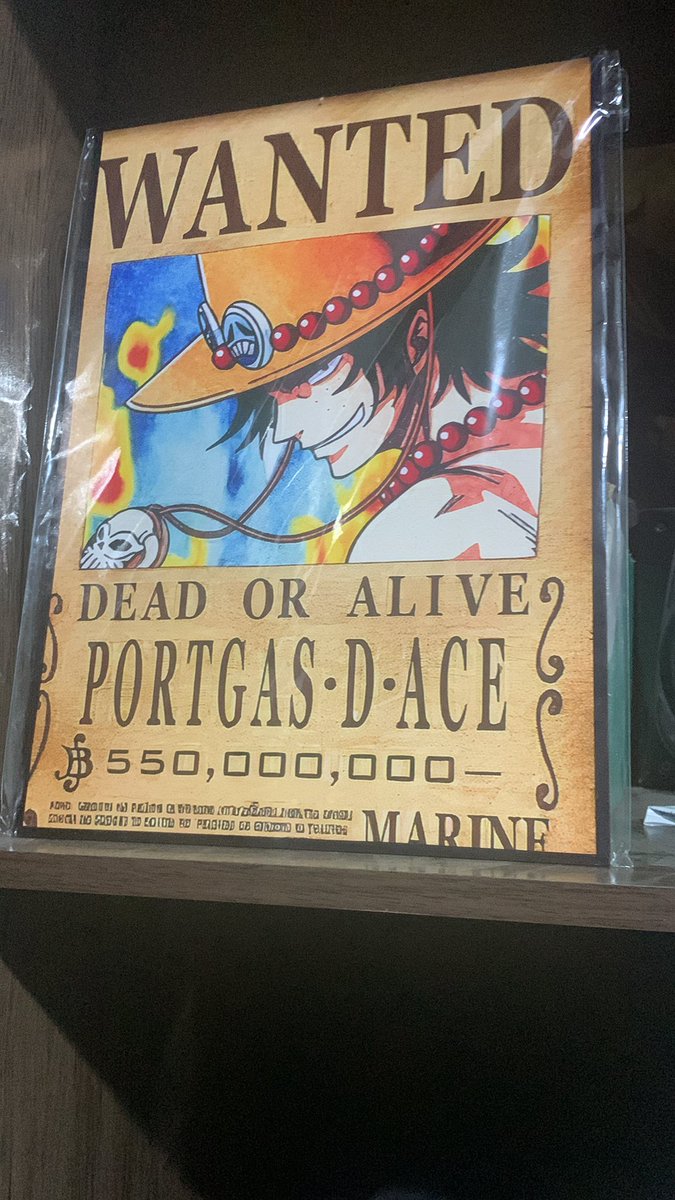 WANTED
DEAD OR ALIVE
PORTGAS·D·ACE
฿550,000,000—
MARINE